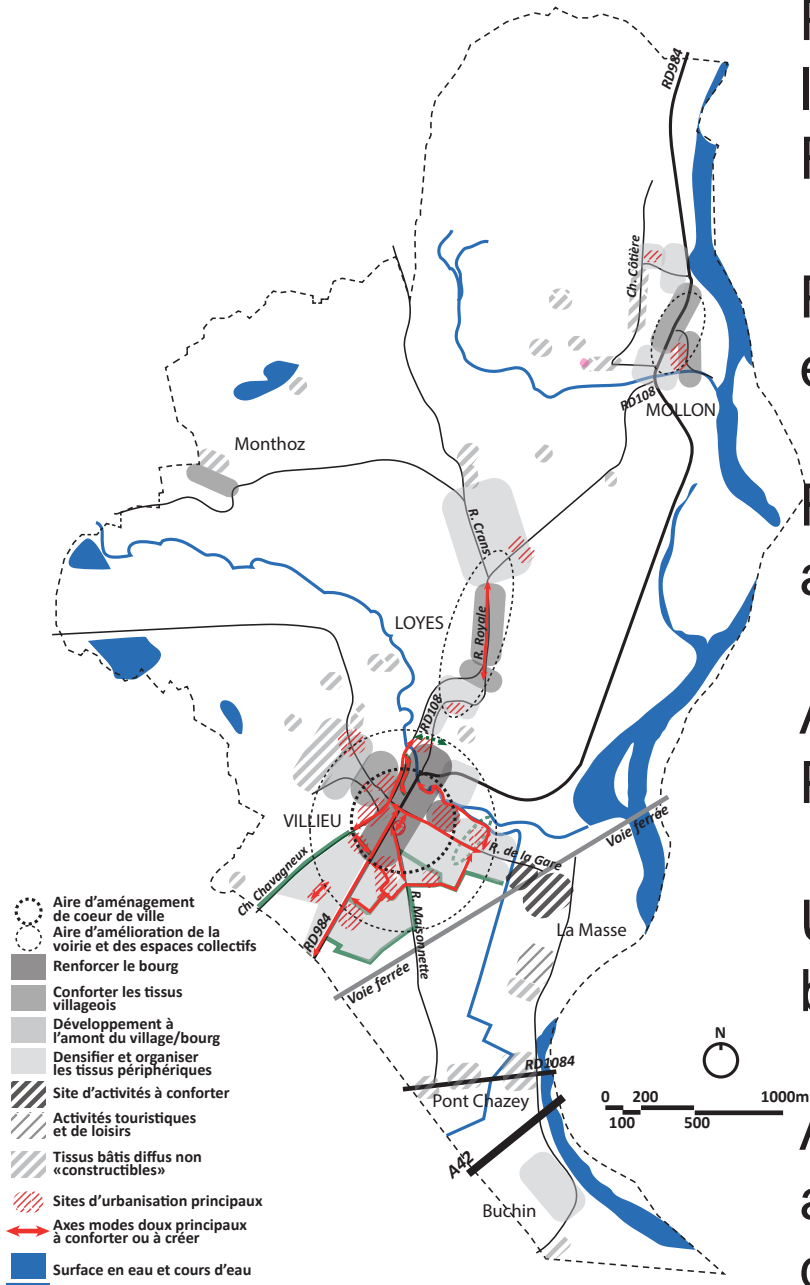 RD984
Ch. Côtière
RD108
MOLLON
Monthoz
R. Crans
LOYES
R. Royale
RD108
VILLIEU
Voie ferrée
R. de la Gare
Ch. Chavagneux
La Masse
R. Maisonnette
RD984
Voie ferrée
RD1084
Pont Chazey
A42
Buchin
N
0 200 1000m
100 500
Aire d'aménagement
de coeur de ville
Aire d'amélioration de la
voirie et des espaces collectifs
Renforcer le bourg
Conforter les tissus
villageois
Développement à
l'amont du village/bourg
Densifier et organiser
les tissus périphériques
Site d'activités à conforter
Activités touristiques
et de loisirs
Tissus bâtis diffus non
«constructibles»
Sites d'urbanisation principaux
Axes modes doux principaux
à conforter ou à créer
Surface en eau et cours d'eau